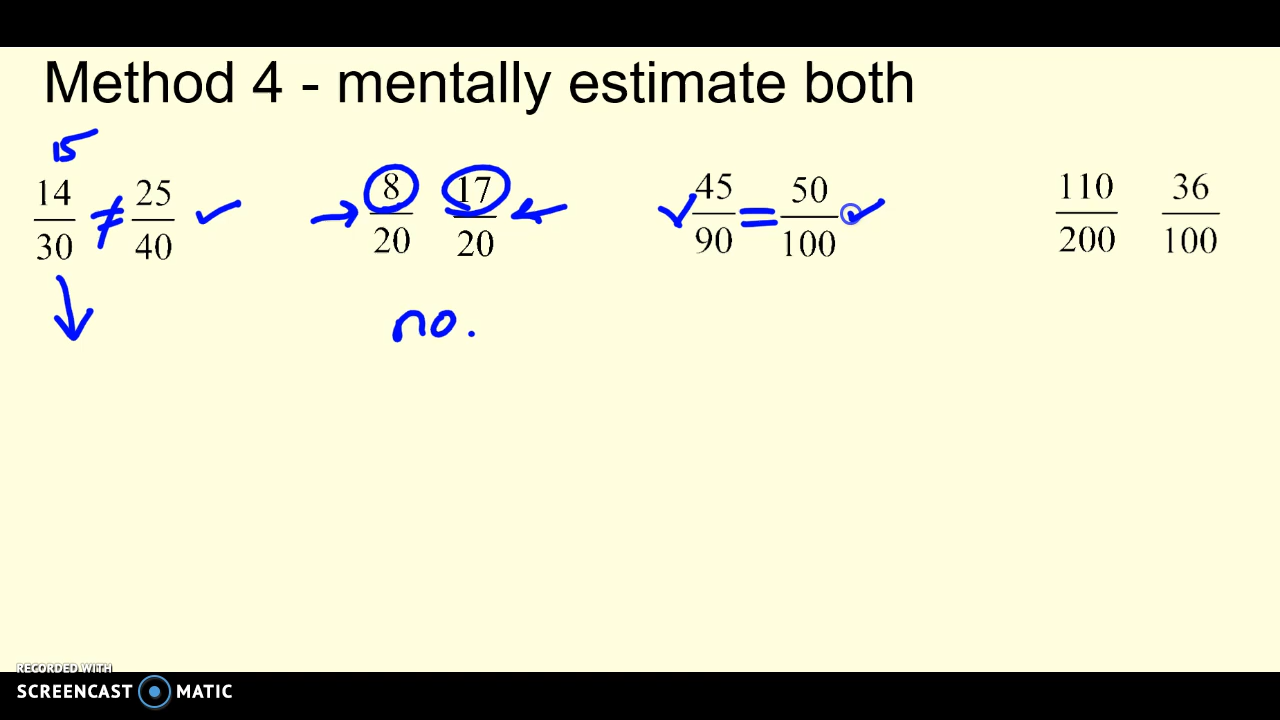 Method 4 - mentally estimate both
15
14/30 ≠ 25/40 ✓ → 8/20 17/20 ← ✓ 45/90 = 50/100 ✓ 110/200 36/100
no.
RECORDED WITH
SCREENCAST MATIC